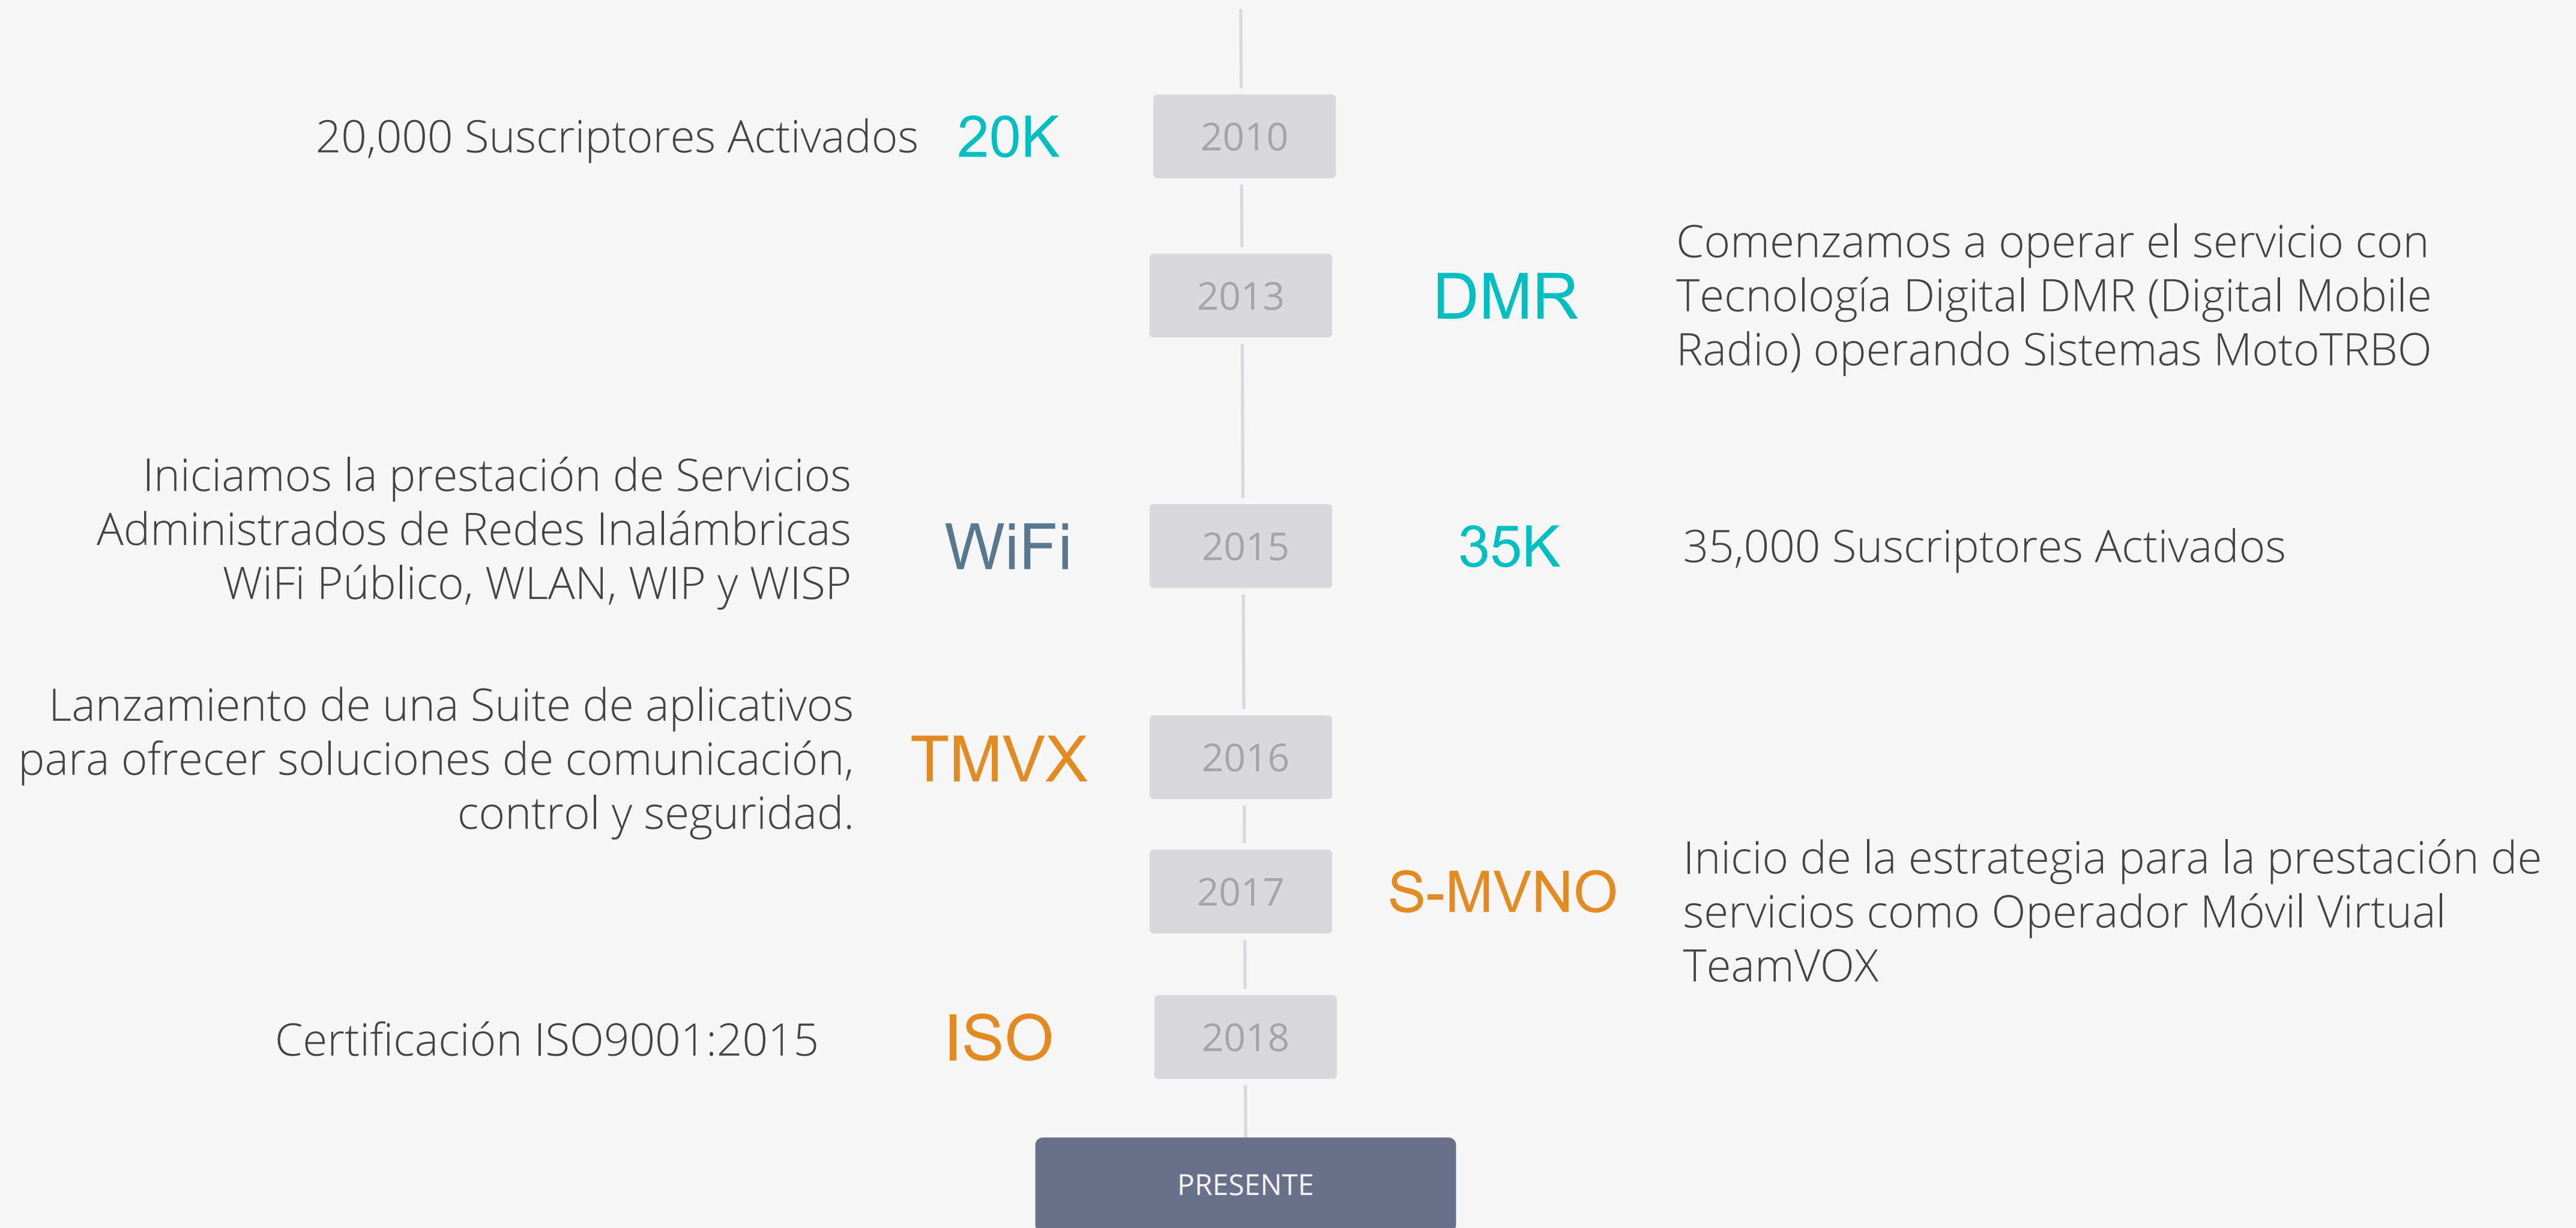 20,000 Suscriptores Activados 20K 2010
2013 DMR
Comenzamos a operar el servicio con
Tecnología Digital DMR (Digital Mobile
Radio) operando Sistemas MotoTRBO
Iniciamos la prestación de Servicios
Administrados de Redes Inalámbricas
WiFi Público, WLAN, WIP y WISP
WiFi 2015 35K 35,000 Suscriptores Activados
Lanzamiento de una Suite de aplicativos
para ofrecer soluciones de comunicación,
control y seguridad.
TMVX 2016
2017 S-MVNO
Inicio de la estrategia para la prestación de
servicios como Operador Móvil Virtual
TeamVOX
Certificación ISO9001:2015 ISO 2018
PRESENTE